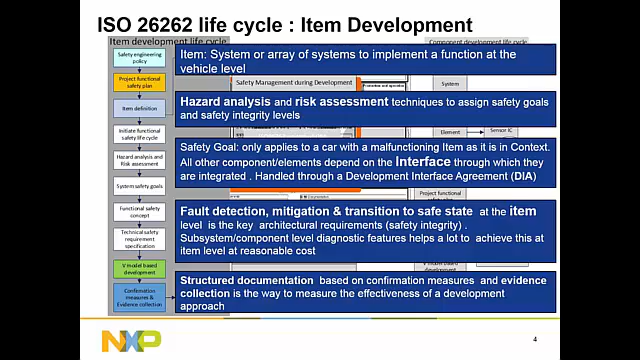 ISO 26262 life cycle : Item Development
Item development life cycle
Component development life cycle
Safety engineering
policy
Project functional
safety plan
Item definition
Initiate functional
safety life cycle
Hazard analysis and
Risk assessment
System safety goals
Functional safety
concept
Technical safety
requirement
specification
V model based
development
Confirmation
measures &
Evidence collection
Item: System or array of systems to implement a function at the
vehicle level
Safety Management during Development
System
Hazard analysis and risk assessment techniques to assign safety goals
and safety integrity levels
Element
Sensor IC
Safety Goal: only applies to a car with a malfunctioning Item as it is in Context.
All other component/elements depend on the Interface through which they
are integrated . Handled through a Development Interface Agreement (DIA)
Project functional
Fault detection, mitigation & transition to safe state at the item
level is the key architectural requirements (safety integrity) . and
Subsystem/component level diagnostic features helps a lot to achieve this at
item level at reasonable cost
development
Structured documentation based on confirmation measures and evidence
collection is the way to measure the effectiveness of a development
approach
NXP
4